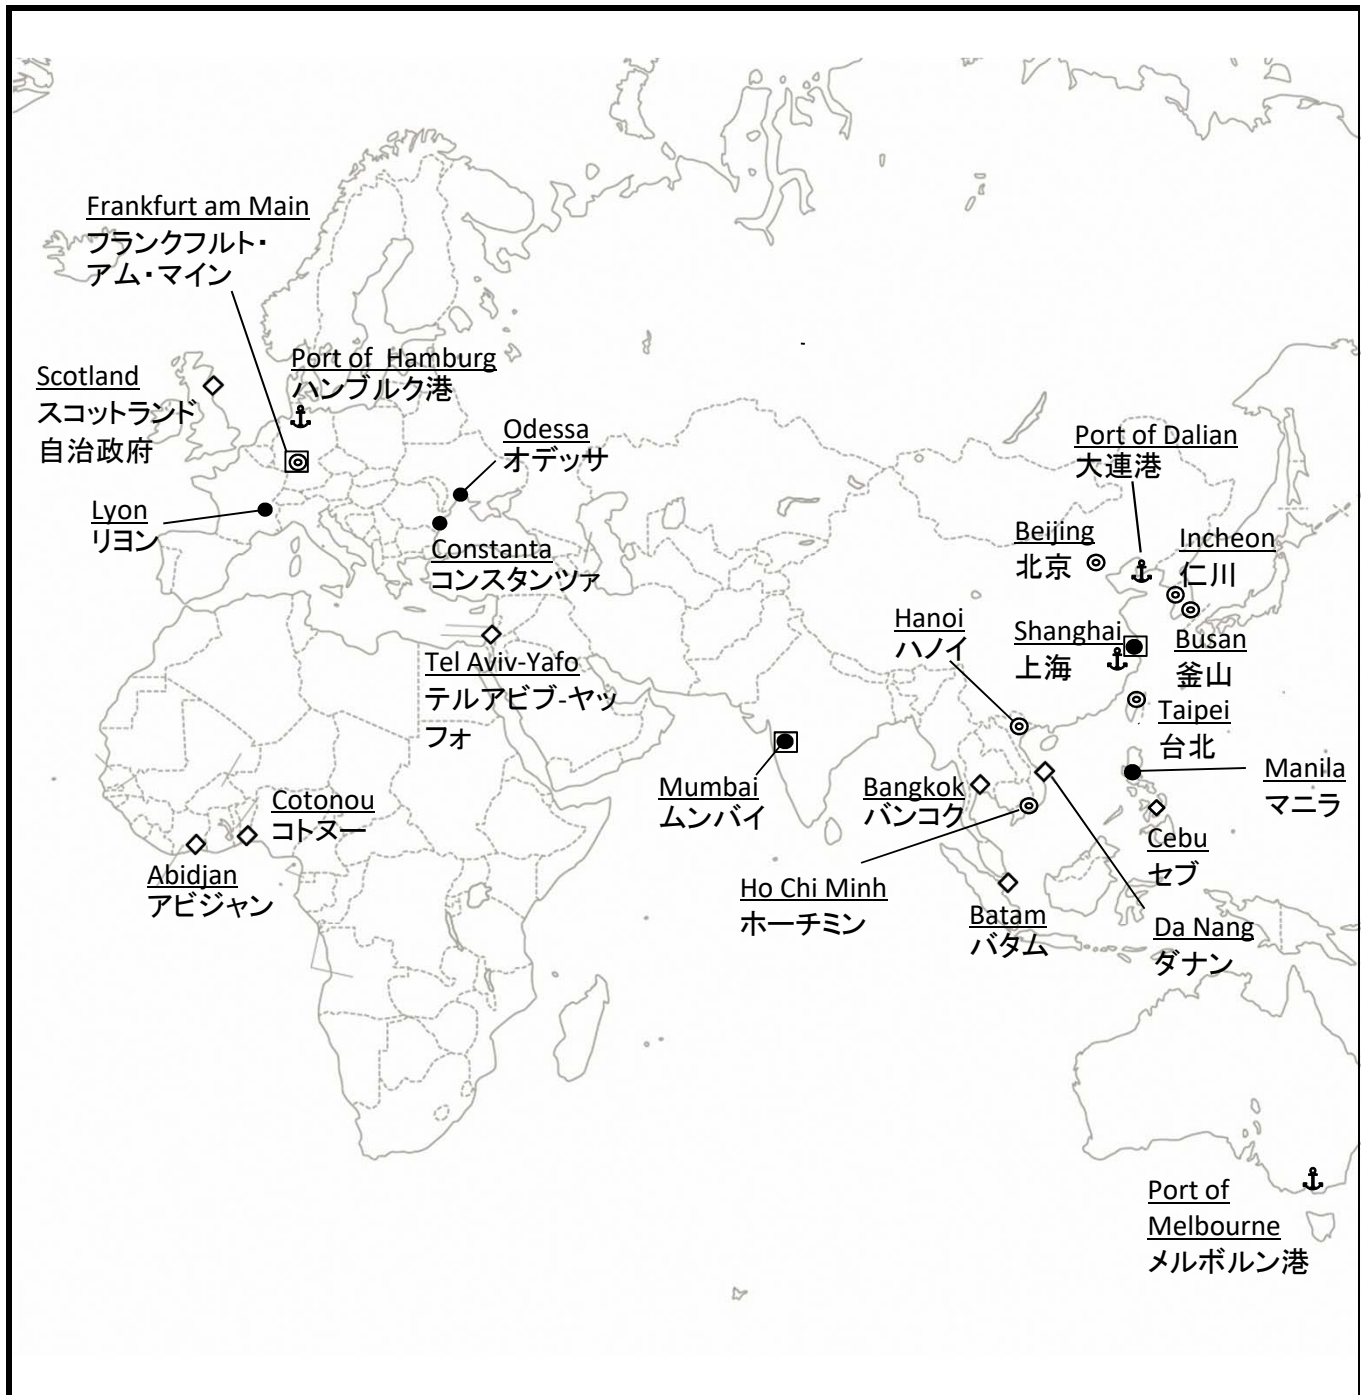 Frankfurt am Main
フランクフルト・
アム・マイン
Port of Hamburg
ハンブルク港
Scotland
スコットランド
自治政府
Odessa
オデッサ
Lyon
リヨン
Constanta
コンスタンツァ
Port of Dalian
大連港
Beijing
北京
Incheon
仁川
Hanoi
ハノイ
Shanghai
上海
Busan
釜山
Tel Aviv-Yafo
テルアビブ-ヤッ
フォ
Taipei
台北
Manila
マニラ
Mumbai
ムンバイ
Bangkok
バンコク
Cotonou
コトヌー
Cebu
セブ
Abidjan
アビジャン
Ho Chi Minh
ホーチミン
Batam
バタム
Da Nang
ダナン
Port of
Melbourne
メルボルン港